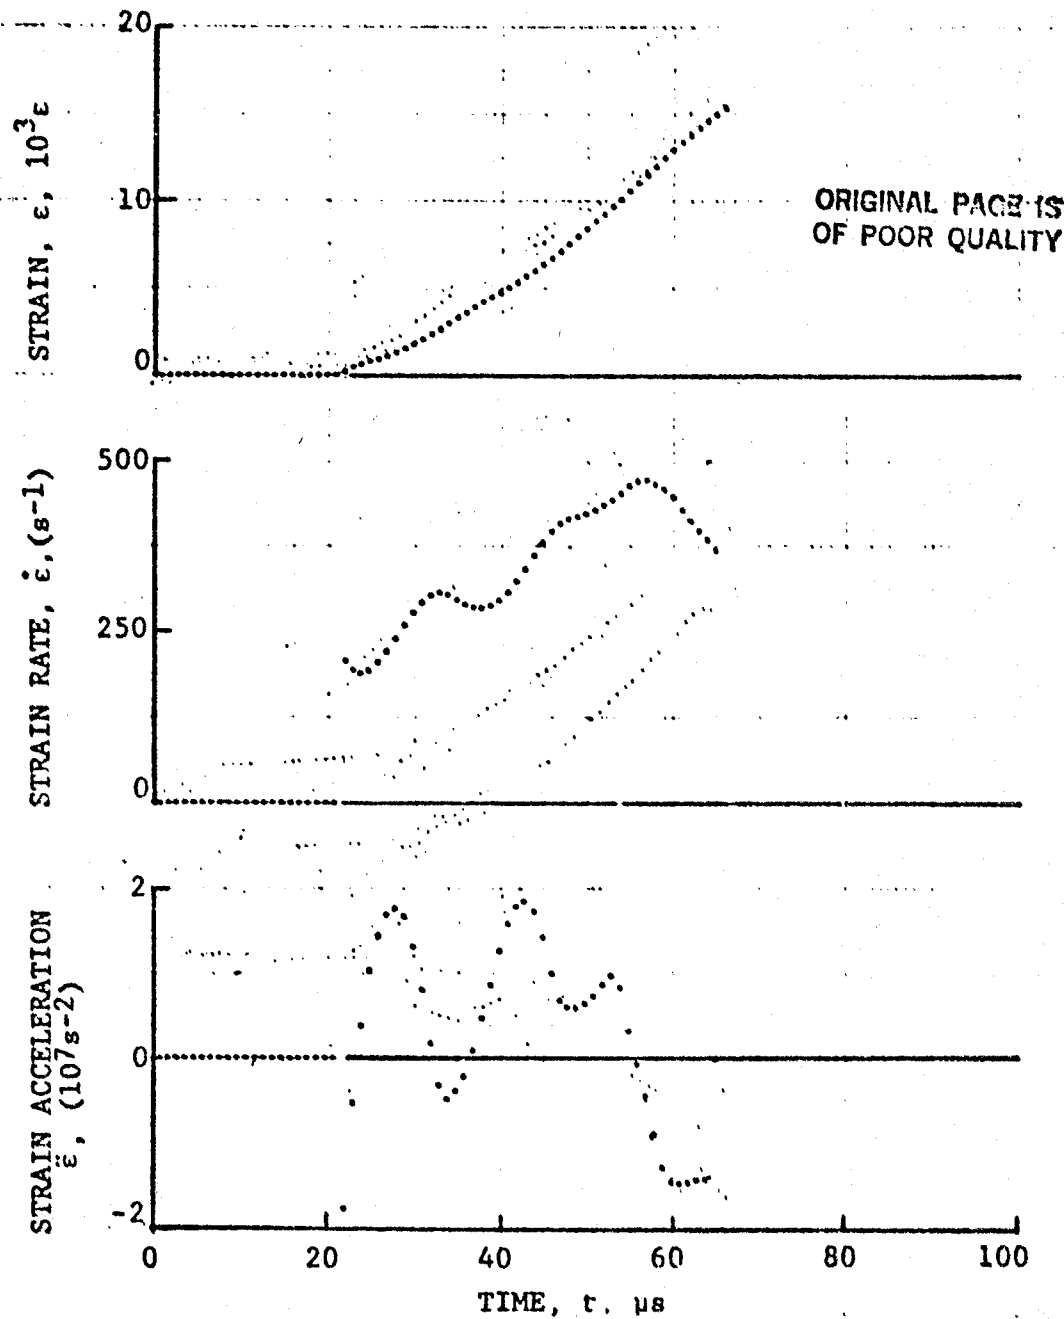 20
10
0
STRAIN, ε, 10³ε
ORIGINAL PAGE IS
OF POOR QUALITY
500
250
0
STRAIN RATE, ε̇,(s-1)
2
0
-2
STRAIN ACCELERATION
ε̈, (10⁷s-2)
0 20 40 60 80 100
TIME, t, µs